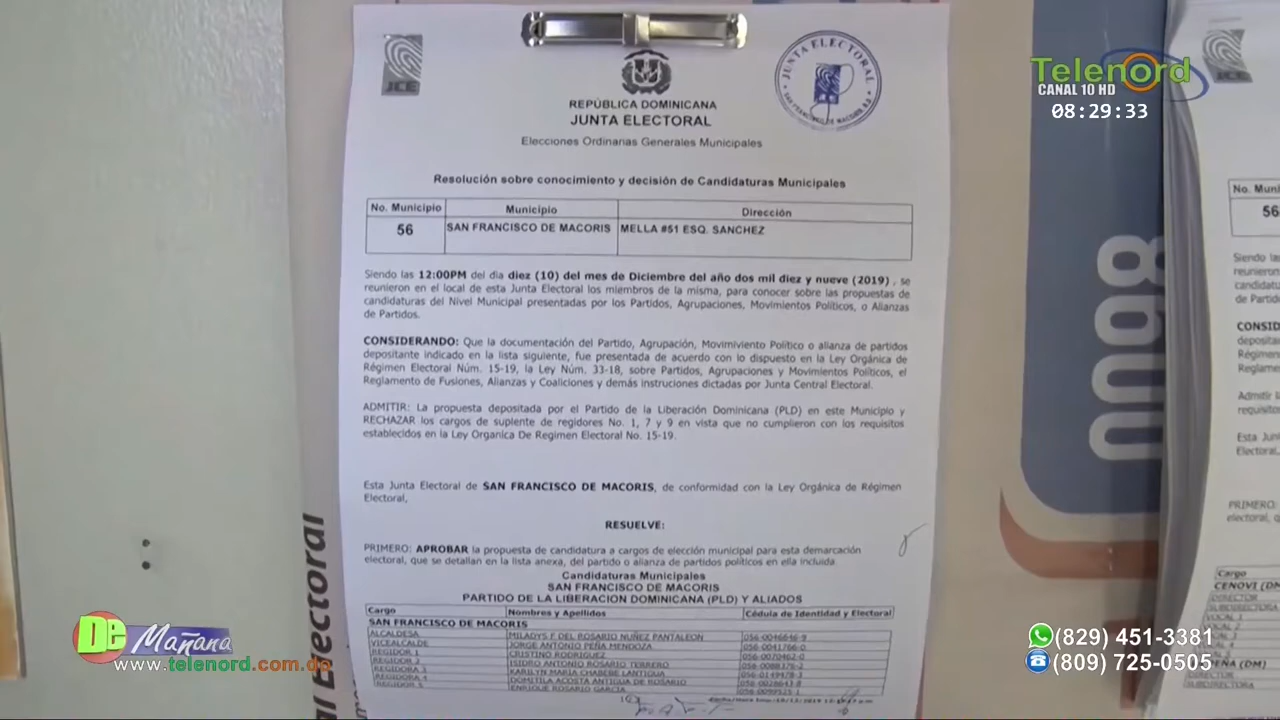 JCE
JUNTA ELECTORAL
REPÚBLICA DOMINICANA
JUNTA ELECTORAL
Elecciones Ordinarias Generales Municipales
Resolución sobre conocimiento y decisión de Candidaturas Municipales
No. Municipio Municipio Dirección
56 SAN FRANCISCO DE MACORIS MELLA #51 ESQ. SANCHEZ
Siendo las 12:00PM del dia diez (10) del mes de Diciembre del año dos mil diez y nueve (2019) , se
reunieron en el local de esta Junta Electoral los miembros de la misma, para conocer sobre las propuestas de
candidaturas del Nivel Municipal presentadas por los Partidos, Agrupaciones, Movimientos Políticos, o Alianzas
de Partidos.
CONSIDERANDO: Que la documentación del Partido, Agrupación, Movimiviento Político o alianza de partidos
depositante indicado en la lista siguiente, fue presentada de acuerdo con lo dispuesto en la Ley Orgánica de
Régimen Electoral Núm. 15-19, la Ley Núm. 33-18, sobre Partidos, Agrupaciones y Movimientos Políticos, el
Reglamento de Fusiones, Alianzas y Coaliciones y demás instruciones dictadas por Junta Central Electoral.
ADMITIR: La propuesta depositada por el Partido de la Liberación Dominicana (PLD) en este Municipio y
RECHAZAR los cargos de suplente de regidores No. 1, 7 y 9 en vista que no cumplieron con los requisitos
establecidos en la Ley Organica De Regimen Electoral No. 15-19.
Esta Junta Electoral de SAN FRANCISCO DE MACORIS, de conformidad con la Ley Orgánica de Régimen
Electoral,
RESUELVE:
PRIMERO: APROBAR la propuesta de candidatura a cargos de elección municipal para esta demarcación
electoral, que se detallan en la lista anexa, del partido o alianza de partidos políticos en ella incluida.
Candidaturas Municipales
SAN FRANCISCO DE MACORIS
PARTIDO DE LA LIBERACION DOMINICANA (PLD) Y ALIADOS
Cargo Nombres y Apellidos Cédula de Identidad y Electoral
SAN FRANCISCO DE MACORIS
ALCALDESA MILADYS F DEL ROSARIO NUÑEZ PANTALEON
VICEALCALDE JORGE ANTONIO PEÑA MENDOZA
REGIDOR 1 CRISTINO RODRIGUEZ
REGIDOR 2 ISIDRO ANTONIO ROSARIO TERRERO
REGIDORA 3 KARILYN MARIA CHABEBE LANTIGUA
REGIDORA 4 DOMITILA ACOSTA ANTIGUA DE ROSARIO
REGIDOR 5 ENRIQUE ROSARIO GARCIA
Telenord
CANAL 10 HD
08:29:33
JCE
No. Muni
56
0098
al Electoral
De Mañana
www.telenord.com.do
(829) 451-3381
(809) 725-0505
Cargo
CENOVI (DM
DIRECTOR